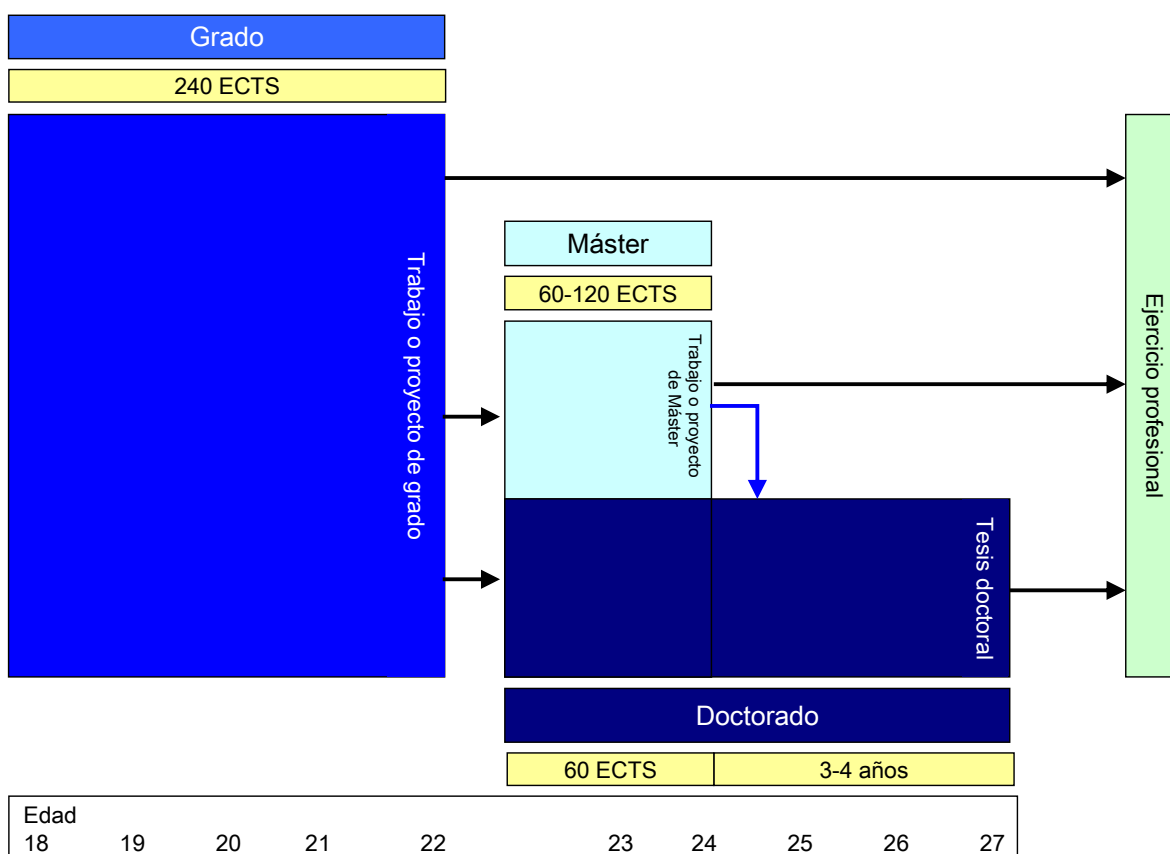 Grado
240 ECTS
Trabajo o proyecto de grado
Máster
60-120 ECTS
Trabajo o proyecto
de Máster
Tesis doctoral
Ejercicio profesional
Doctorado
60 ECTS
3-4 años
Edad
18 19 20 21 22 23 24 25 26 27